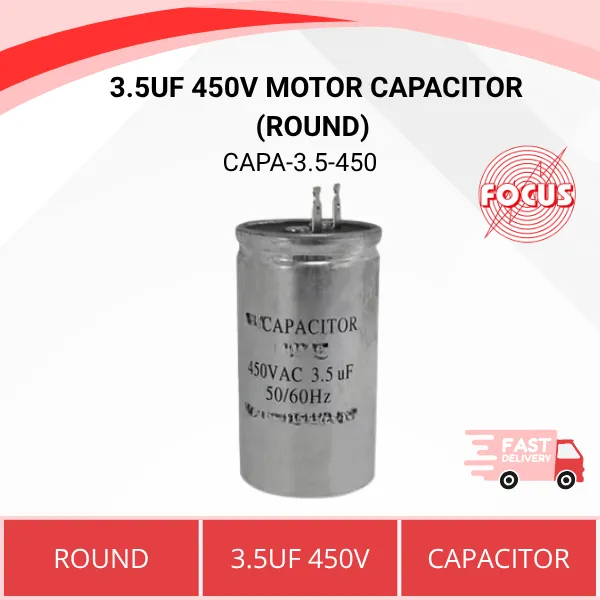 3.5UF 450V MOTOR CAPACITOR
(ROUND)
CAPA-3.5-450
FOCUS
CAPACITOR
450VAC 3.5 uF
50/60Hz
FAST
DELIVERY
ROUND
3.5UF 450V
CAPACITOR